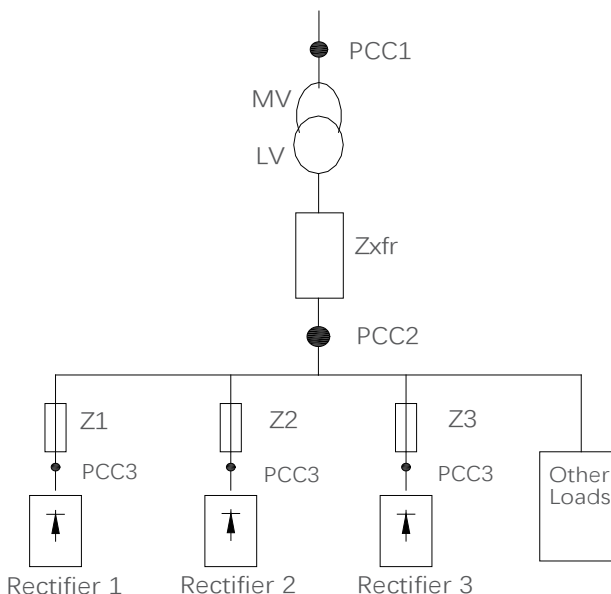 PCC1
MV
LV
Zxfr
PCC2
Z1
Z2
Z3
PCC3
PCC3
PCC3
Other
Loads
Rectifier 1
Rectifier 2
Rectifier 3